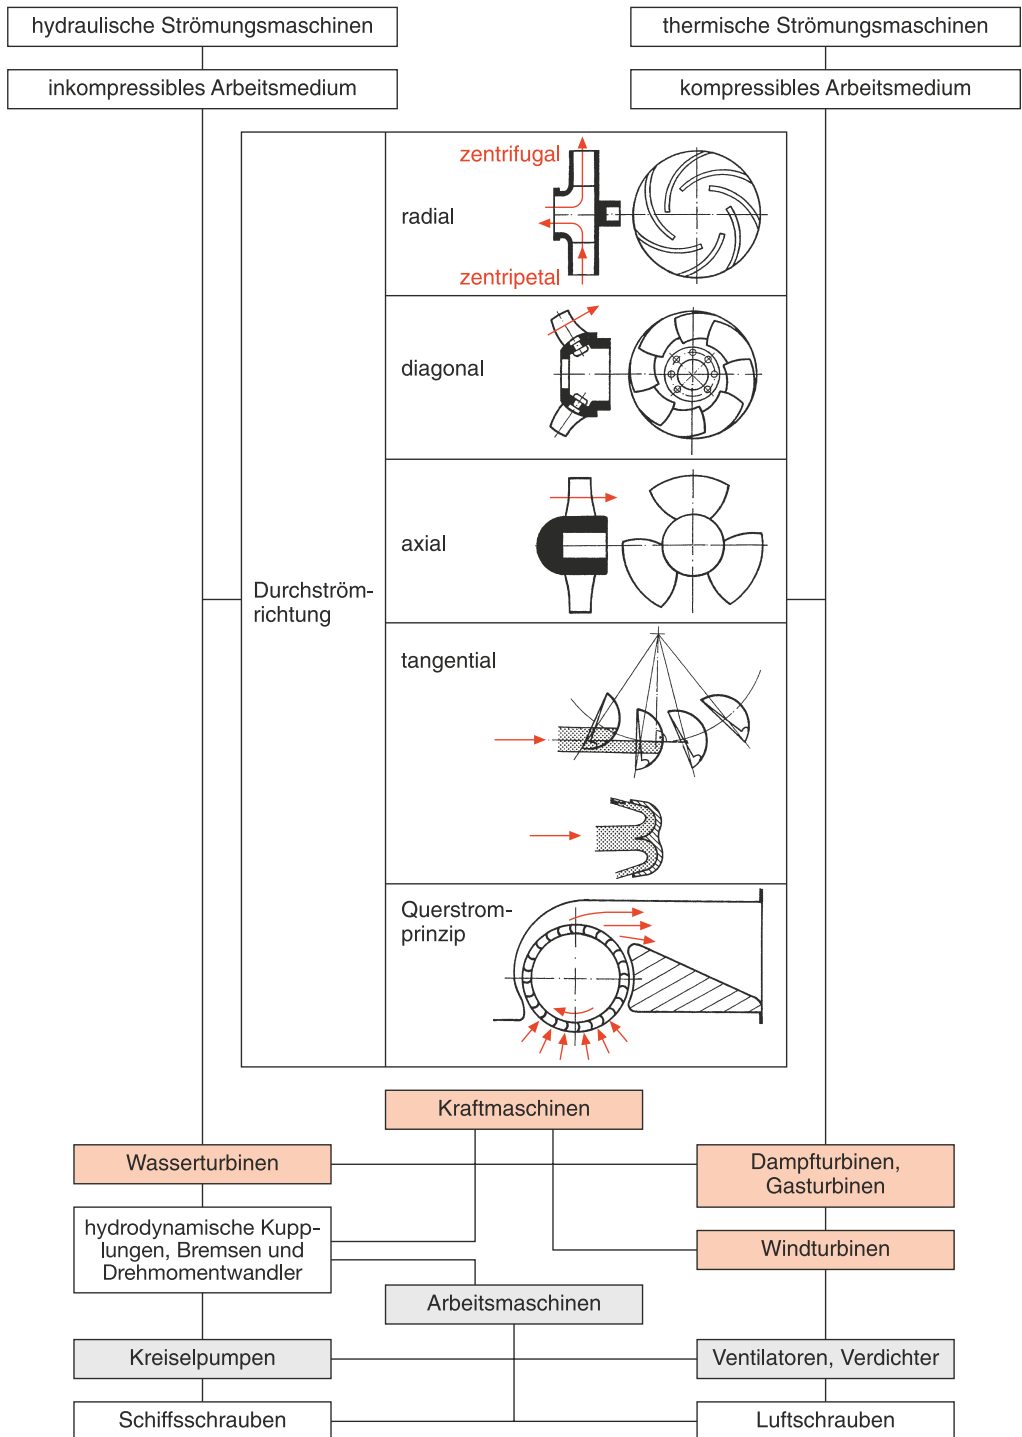 hydraulische Strömungsmaschinen
thermische Strömungsmaschinen
inkompressibles Arbeitsmedium
kompressibles Arbeitsmedium
Durchström-
richtung
zentrifugal
radial
zentripetal
diagonal
axial
tangential
Querstrom-
prinzip
Kraftmaschinen
Wasserturbinen
Dampfturbinen,
Gasturbinen
hydrodynamische Kupp-
lungen, Bremsen und
Drehmomentwandler
Windturbinen
Arbeitsmaschinen
Kreiselpumpen
Ventilatoren, Verdichter
Schiffsschrauben
Luftschrauben